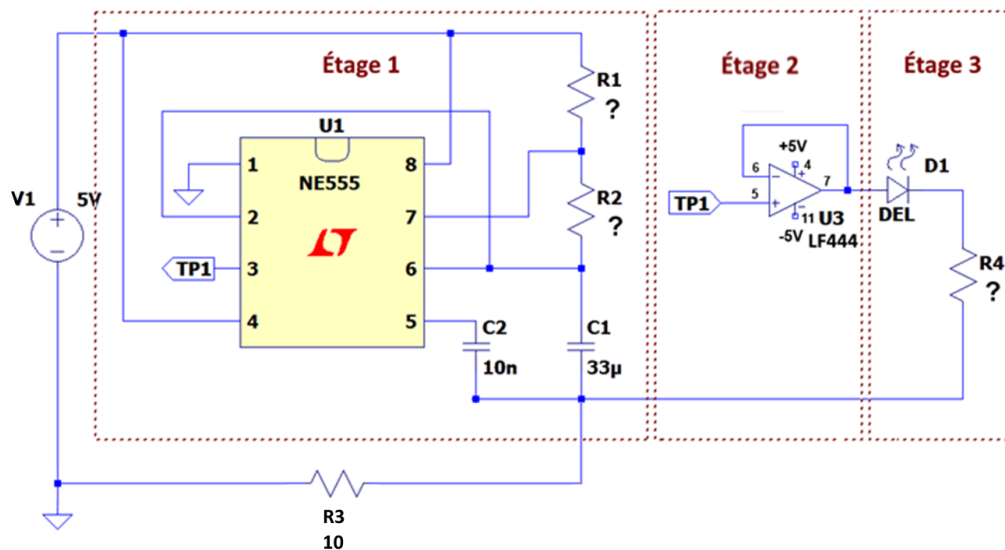 Étage 1
Étage 2
Étage 3
R1
?
U1
NE555
1
8
2
7
3
6
4
5
TP1
V1
5V
R2
?
C2
10n
C1
33µ
R3
10
+5V
4
6
7
5
TP1
11
U3
-5V
LF444
D1
DEL
R4
?